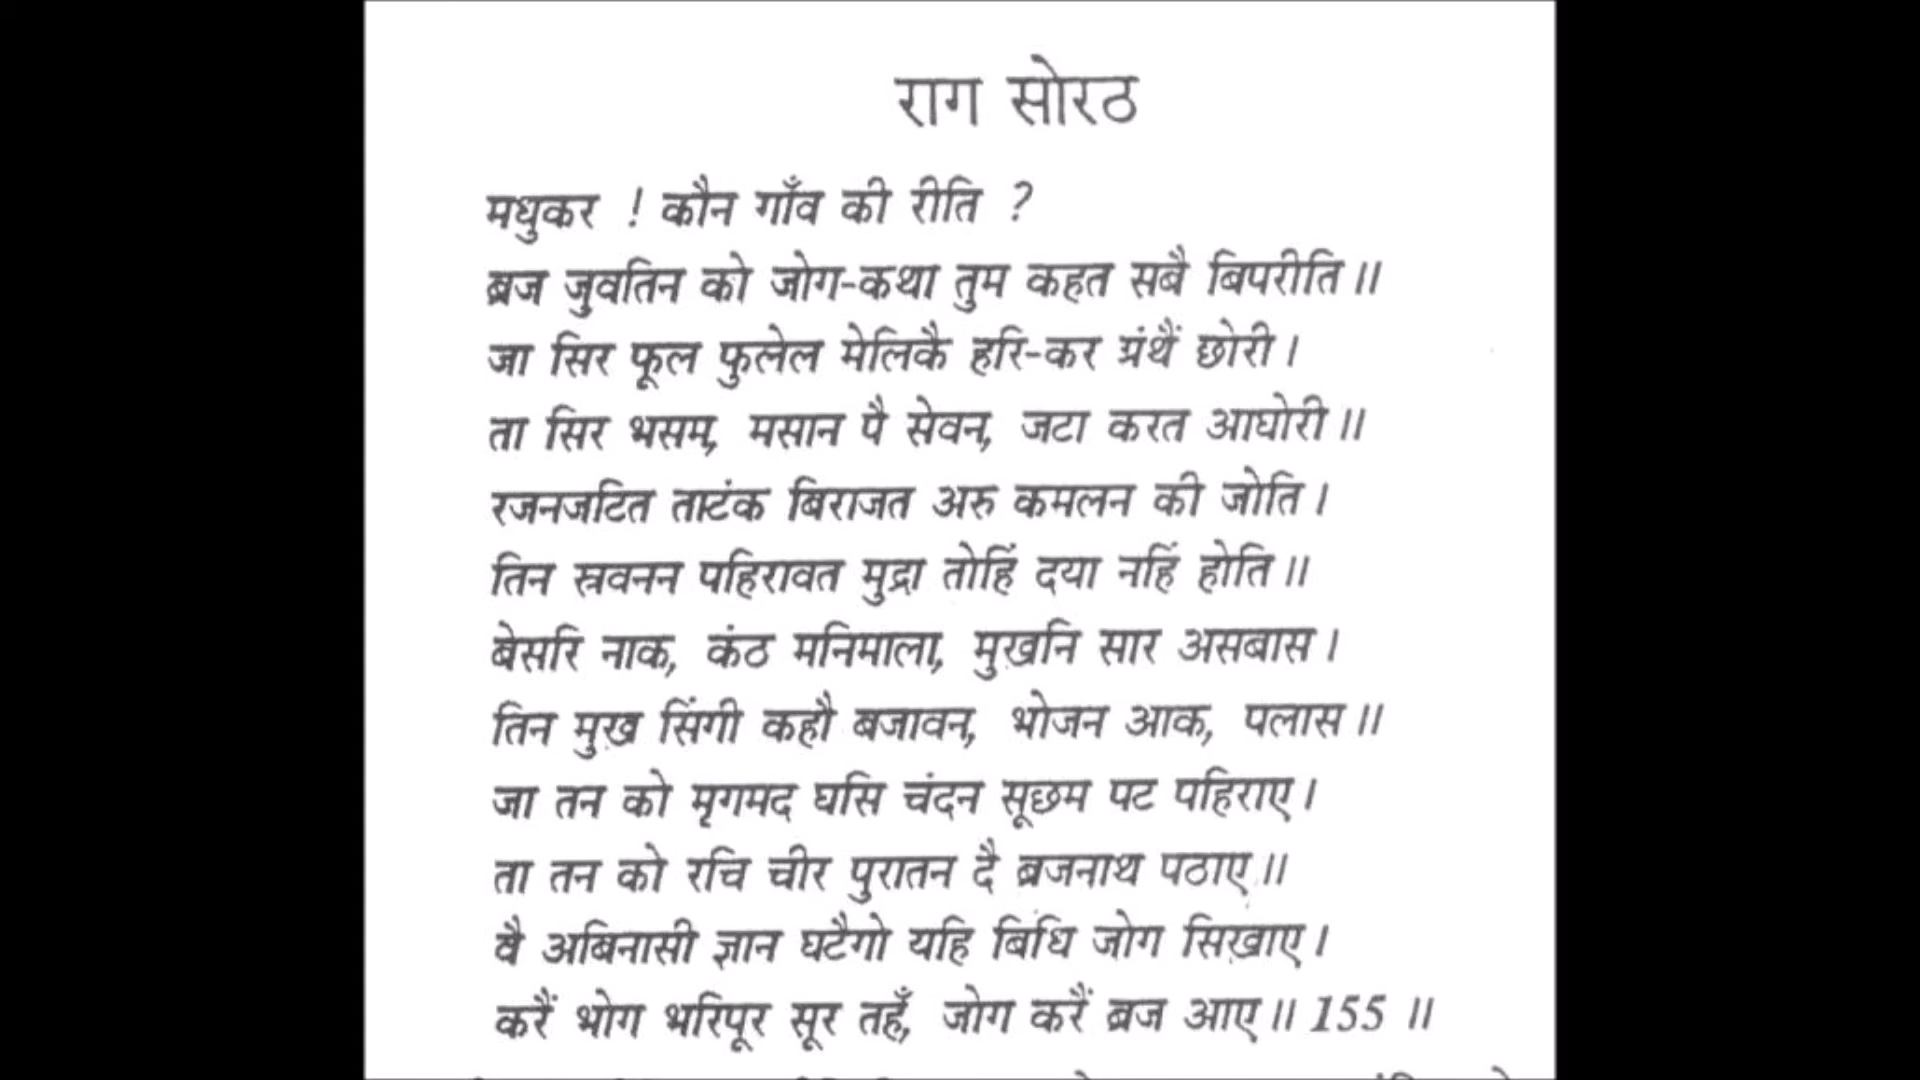 राग सोरठ
मधुकर ! कौन गाँव की रीति ?
ब्रज जुवतिन को जोग-कथा तुम कहत सबै बिपरीति॥
जा सिर फूल फुलेल मेलिकै हरि-कर ग्रंथैं छोरी।
ता सिर भसम, मसान पै सेवन, जटा करत आघोरी॥
रजनजटित ताटंक बिराजत अरु कमलन की जोति।
तिन स्रवनन पहिरावत मुद्रा तोहिं दया नहिं होति॥
बेसरि नाक, कंठ मनिमाला, मुखनि सार असबास।
तिन मुख सिंगी कहौ बजावन, भोजन आक, पलास॥
जा तन को मृगमद घसि चंदन सूछम पट पहिराए।
ता तन को रचि चीर पुरातन दै ब्रजनाथ पठाए॥
वै अबिनासी ज्ञान घटैगो यहि बिधि जोग सिखाए।
करैं भोग भरिपूर सूर तहँ, जोग करैं ब्रज आए॥ 155 ॥